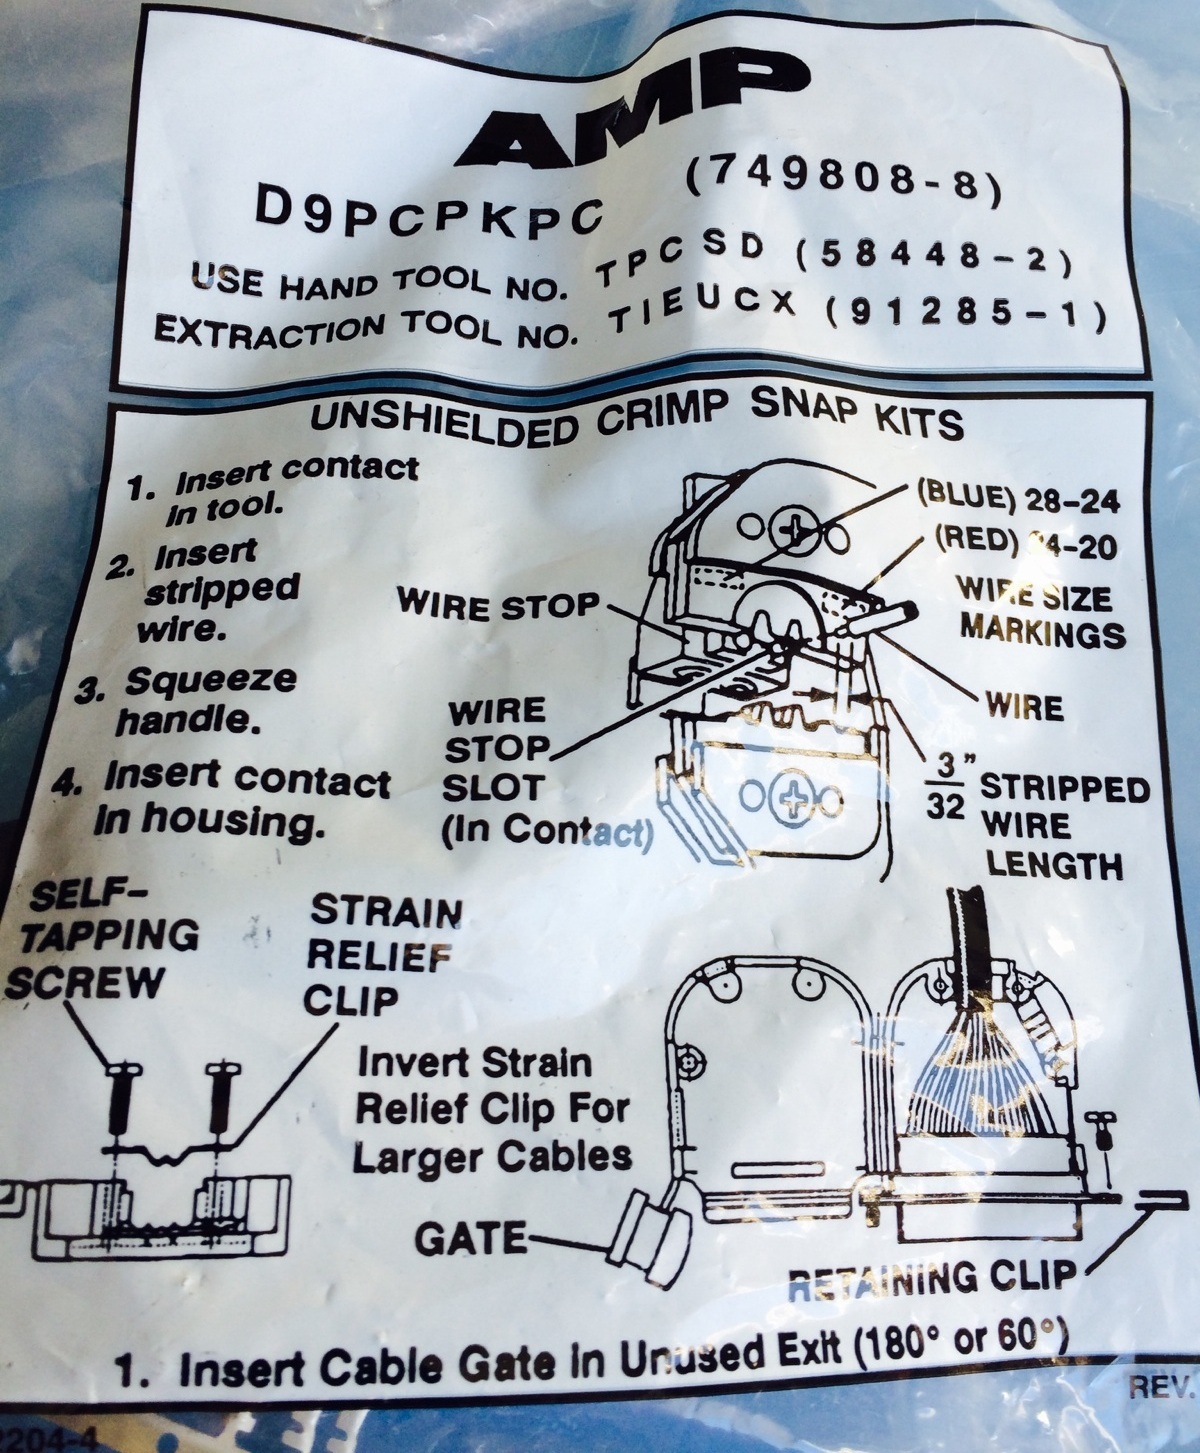 AMP
D9PCPKPC (749808-8)
USE HAND TOOL NO. TPCSD (58448-2)
EXTRACTION TOOL NO. TIEUCX (91285-1)
UNSHIELDED CRIMP SNAP KITS
1. Insert contact
in tool.
2. Insert
stripped
wire.
3. Squeeze
handle.
4. Insert contact
in housing.
(BLUE) 28-24
(RED) 24-20
WIRE SIZE
MARKINGS
WIRE STOP
WIRE
STOP
SLOT
(In Contact)
WIRE
3/32" STRIPPED
WIRE
LENGTH
SELF-
TAPPING
SCREW
STRAIN
RELIEF
CLIP
Invert Strain
Relief Clip For
Larger Cables
GATE
RETAINING CLIP
1. Insert Cable Gate in Unused Exit (180° or 60°)
REV.
2204-4